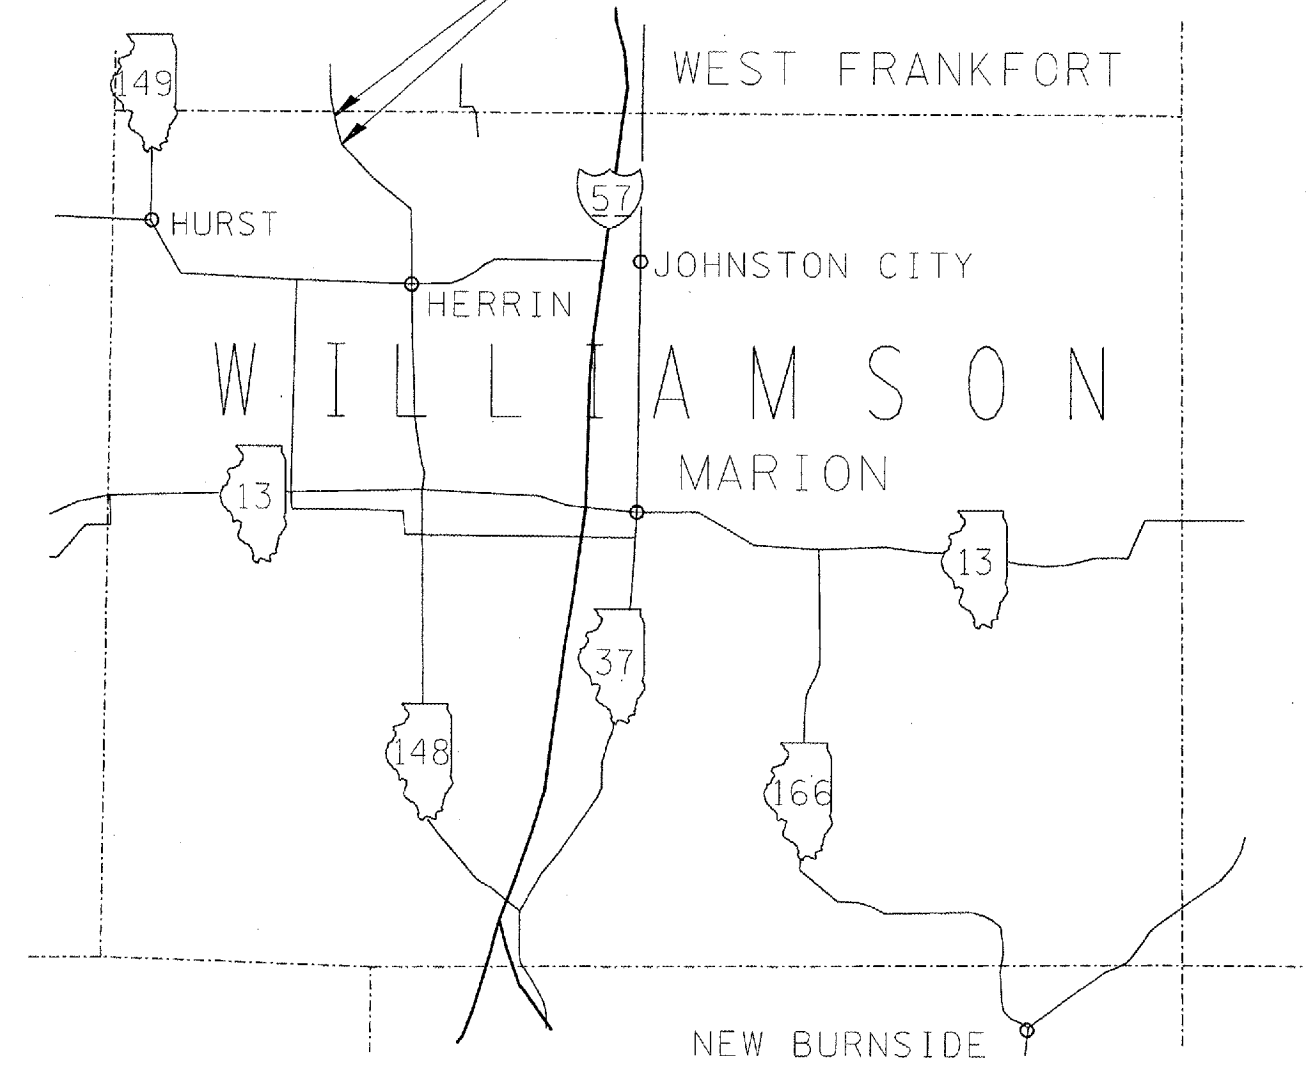 WEST FRANKFORT
149
57
HURST
JOHNSTON CITY
HERRIN
WILLIAMSON
MARION
13
13
37
148
166
NEW BURNSIDE